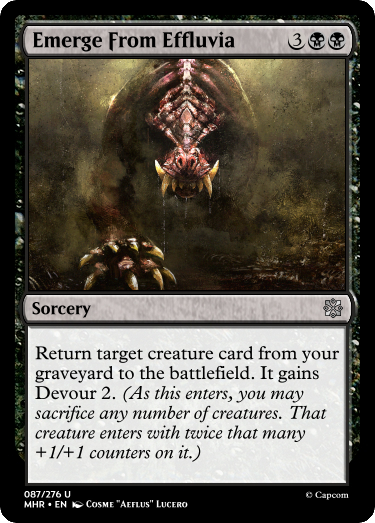 Emerge From Effluvia 3
Sorcery
Return target creature card from your
graveyard to the battlefield. It gains
Devour 2. (As this enters, you may
sacrifice any number of creatures. That
creature enters with twice that many
+1/+1 counters on it.)
087/276 U
MHR • EN Cosme "Aeflus" Lucero
© Capcom